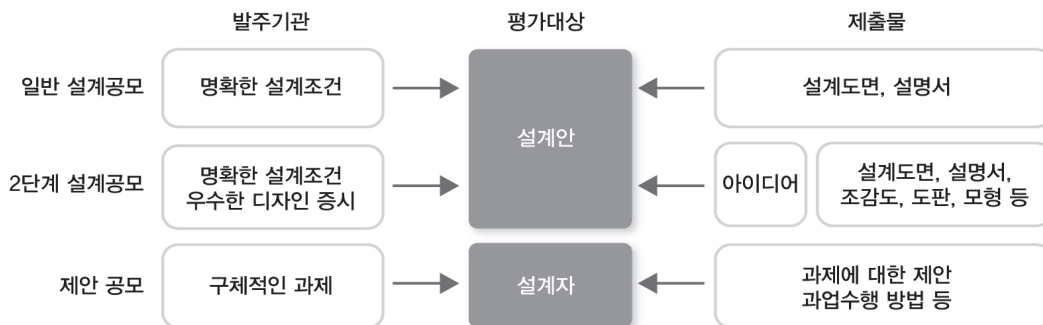 발주기관 평가대상 제출물
일반 설계공모 명확한 설계조건 설계안 설계도면, 설명서
2단계 설계공모 명확한 설계조건
우수한 디자인 증시 아이디어 설계도면, 설명서,
조감도, 도판, 모형 등
제안 공모 구체적인 과제 설계자 과제에 대한 제안
과업수행 방법 등